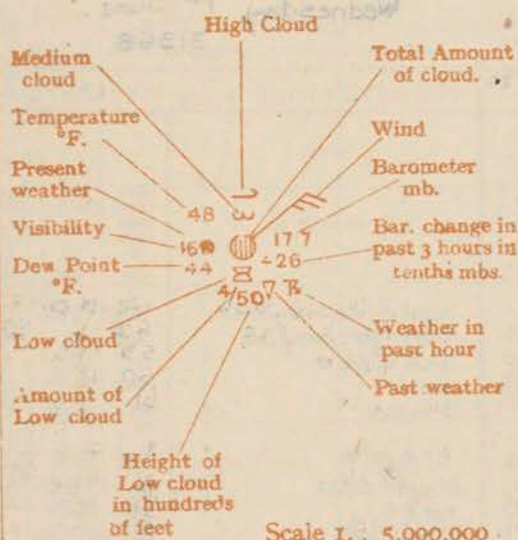 Wednesday
High Cloud
Medium
cloud
Total Amount
of cloud.
Temperature
°F.
Wind
Present
weather
Barometer
mb.
48
Visibility
16
177
Bar. change in
past 3 hours in
tenths mbs.
Dew Point
°F.
44
-26
4/50
Low cloud
Weather in
past hour
Amount of
Low cloud
Past weather
Height of
Low cloud
in hundreds
of feet
Scale 1. : 5,000,000